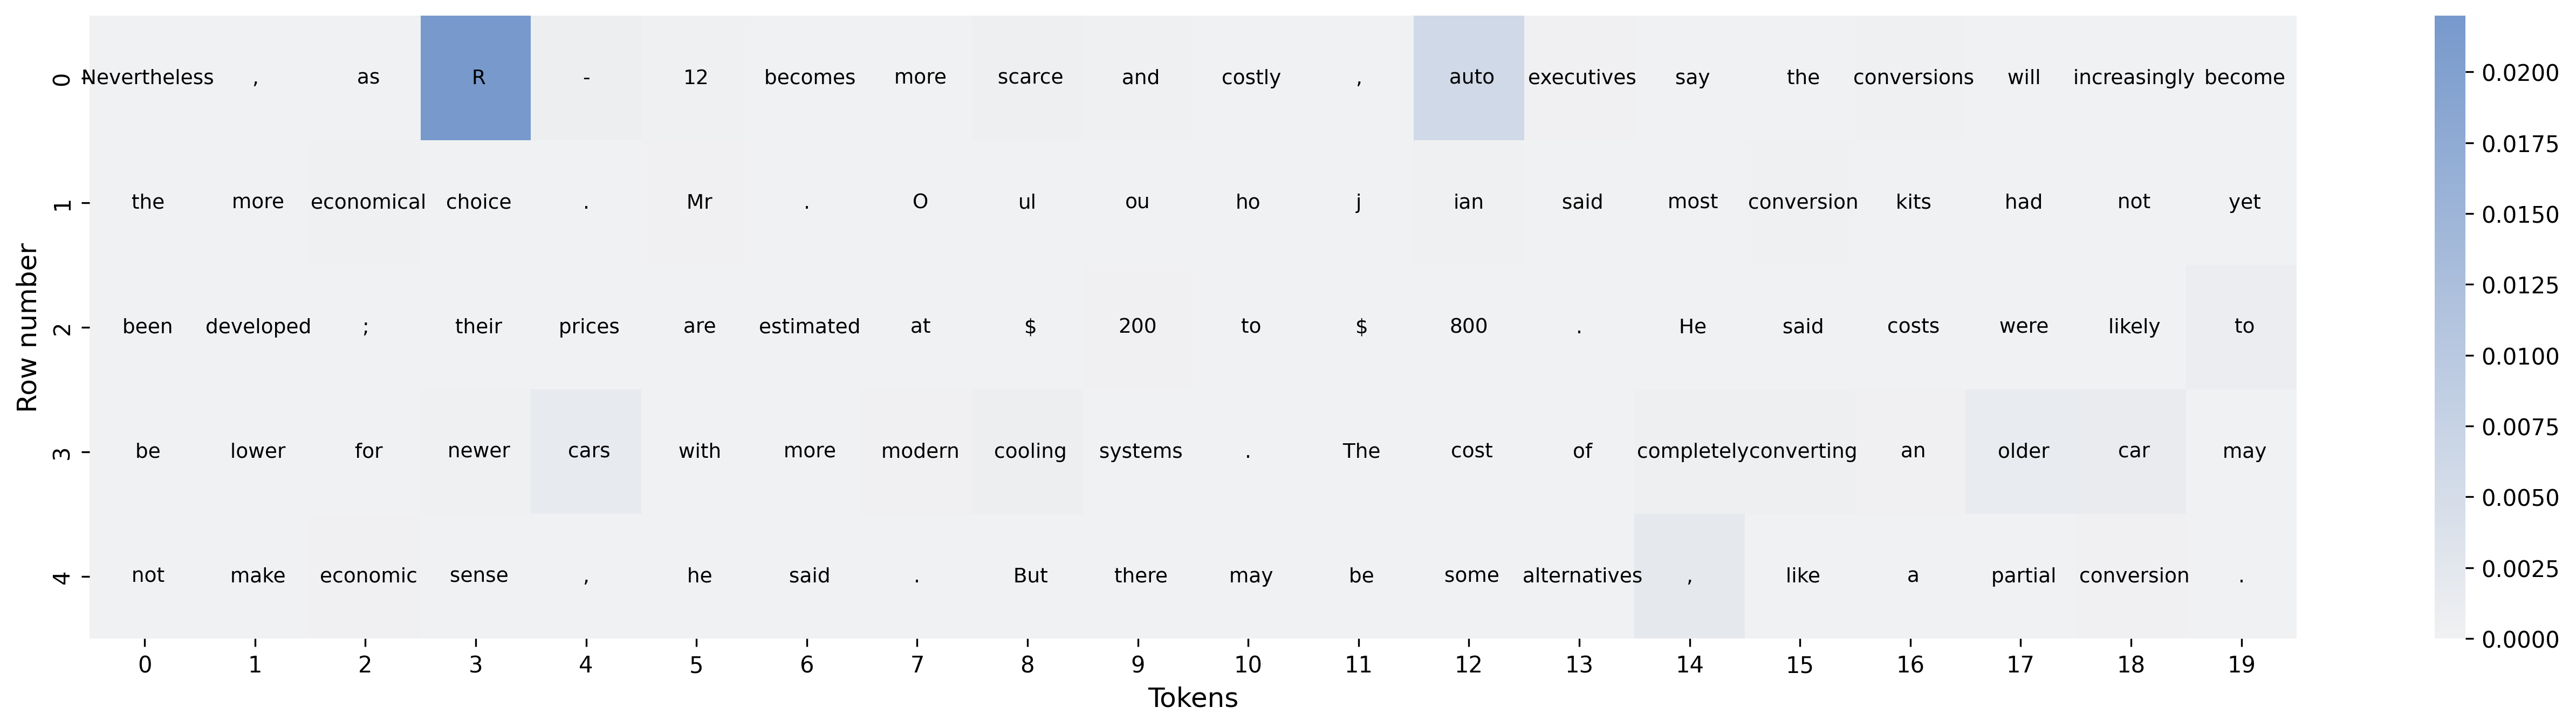 0 Nevertheless , as R - 12 becomes more scarce and costly , auto executives say the conversions will increasingly become
1 the more economical choice . Mr . O ul ou ho j ian said most conversion kits had not yet
2 been developed ; their prices are estimated at $ 200 to $ 800 . He said costs were likely to
3 be lower for newer cars with more modern cooling systems . The cost of completely converting an older car may
4 not make economic sense , he said . But there may be some alternatives , like a partial conversion .
Row number
0 1 2 3 4 5 6 7 8 9 10 11 12 13 14 15 16 17 18 19
Tokens
0.0200
0.0175
0.0150
0.0125
0.0100
0.0075
0.0050
0.0025
0.0000